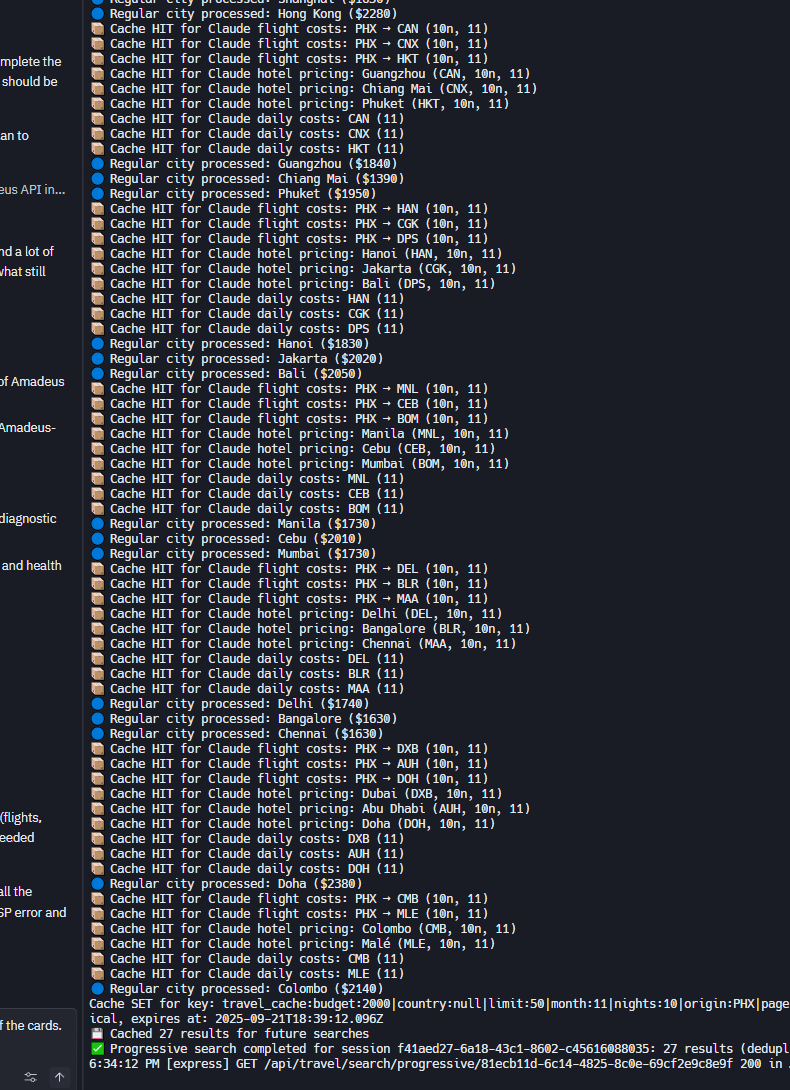 Regular city processed: Shanghai ($1850)
Regular city processed: Hong Kong ($2280)
Cache HIT for Claude flight costs: PHX → CAN (10n, 11)
Cache HIT for Claude flight costs: PHX → CNX (10n, 11)
Cache HIT for Claude flight costs: PHX → HKT (10n, 11)
Cache HIT for Claude hotel pricing: Guangzhou (CAN, 10n, 11)
Cache HIT for Claude hotel pricing: Chiang Mai (CNX, 10n, 11)
Cache HIT for Claude hotel pricing: Phuket (HKT, 10n, 11)
Cache HIT for Claude daily costs: CAN (11)
Cache HIT for Claude daily costs: CNX (11)
Cache HIT for Claude daily costs: HKT (11)
Regular city processed: Guangzhou ($1840)
Regular city processed: Chiang Mai ($1390)
Regular city processed: Phuket ($1950)
Cache HIT for Claude flight costs: PHX → HAN (10n, 11)
Cache HIT for Claude flight costs: PHX → CGK (10n, 11)
Cache HIT for Claude flight costs: PHX → DPS (10n, 11)
Cache HIT for Claude hotel pricing: Hanoi (HAN, 10n, 11)
Cache HIT for Claude hotel pricing: Jakarta (CGK, 10n, 11)
Cache HIT for Claude hotel pricing: Bali (DPS, 10n, 11)
Cache HIT for Claude daily costs: HAN (11)
Cache HIT for Claude daily costs: CGK (11)
Cache HIT for Claude daily costs: DPS (11)
Regular city processed: Hanoi ($1830)
Regular city processed: Jakarta ($2020)
Regular city processed: Bali ($2050)
Cache HIT for Claude flight costs: PHX → MNL (10n, 11)
Cache HIT for Claude flight costs: PHX → CEB (10n, 11)
Cache HIT for Claude flight costs: PHX → BOM (10n, 11)
Cache HIT for Claude hotel pricing: Manila (MNL, 10n, 11)
Cache HIT for Claude hotel pricing: Cebu (CEB, 10n, 11)
Cache HIT for Claude hotel pricing: Mumbai (BOM, 10n, 11)
Cache HIT for Claude daily costs: MNL (11)
Cache HIT for Claude daily costs: CEB (11)
Cache HIT for Claude daily costs: BOM (11)
Regular city processed: Manila ($1730)
Regular city processed: Cebu ($2010)
Regular city processed: Mumbai ($1730)
Cache HIT for Claude flight costs: PHX → DEL (10n, 11)
Cache HIT for Claude flight costs: PHX → BLR (10n, 11)
Cache HIT for Claude flight costs: PHX → MAA (10n, 11)
Cache HIT for Claude hotel pricing: Delhi (DEL, 10n, 11)
Cache HIT for Claude hotel pricing: Bangalore (BLR, 10n, 11)
Cache HIT for Claude hotel pricing: Chennai (MAA, 10n, 11)
Cache HIT for Claude daily costs: DEL (11)
Cache HIT for Claude daily costs: BLR (11)
Cache HIT for Claude daily costs: MAA (11)
Regular city processed: Delhi ($1740)
Regular city processed: Bangalore ($1630)
Regular city processed: Chennai ($1630)
Cache HIT for Claude flight costs: PHX → DXB (10n, 11)
Cache HIT for Claude flight costs: PHX → AUH (10n, 11)
Cache HIT for Claude flight costs: PHX → DOH (10n, 11)
Cache HIT for Claude hotel pricing: Dubai (DXB, 10n, 11)
Cache HIT for Claude hotel pricing: Abu Dhabi (AUH, 10n, 11)
Cache HIT for Claude hotel pricing: Doha (DOH, 10n, 11)
Cache HIT for Claude daily costs: DXB (11)
Cache HIT for Claude daily costs: AUH (11)
Cache HIT for Claude daily costs: DOH (11)
Regular city processed: Doha ($2380)
Cache HIT for Claude flight costs: PHX → CMB (10n, 11)
Cache HIT for Claude flight costs: PHX → MLE (10n, 11)
Cache HIT for Claude hotel pricing: Colombo (CMB, 10n, 11)
Cache HIT for Claude hotel pricing: Malé (MLE, 10n, 11)
Cache HIT for Claude daily costs: CMB (11)
Cache HIT for Claude daily costs: MLE (11)
Regular city processed: Colombo ($2140)
Cache SET for key: travel_cache:budget:2000|country:null|limit:50|month:11|nights:10|origin:PHX|page
ical, expires at: 2025-09-21T18:39:12.096Z
Cached 27 results for future searches
Progressive search completed for session f41aed27-6a18-43c1-8602-c45616088035: 27 results (dedupl
6:34:12 PM [express] GET /api/travel/search/progressive/81ecb11d-6c14-4825-8c0e-69cf2e9c8e9f 200 in
mplete the
should be
an to
eus API in...
nd a lot of
what still
of Amadeus
Amadeus-
diagnostic
and health
(flights,
eeded
all the
SP error and
f the cards.